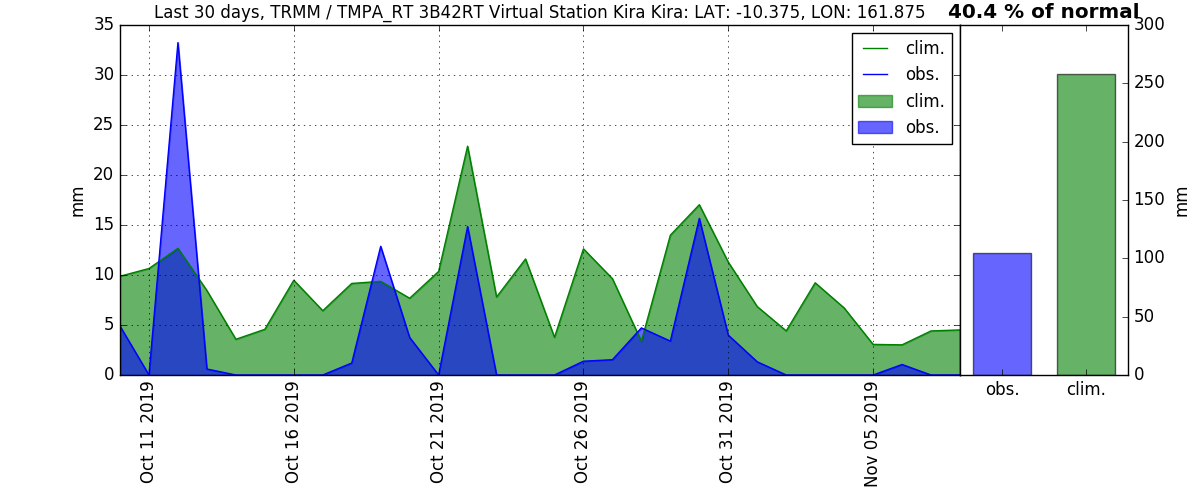 Last 30 days, TRMM / TMPA_RT 3B42RT Virtual Station Kira Kira: LAT: -10.375, LON: 161.875
40.4 % of normal
35
30
25
20
15
10
5
0
mm
clim.
obs.
clim.
obs.
Oct 11 2019
Oct 16 2019
Oct 21 2019
Oct 26 2019
Oct 31 2019
Nov 05 2019
300
250
200
150
100
50
0
mm
obs.
clim.